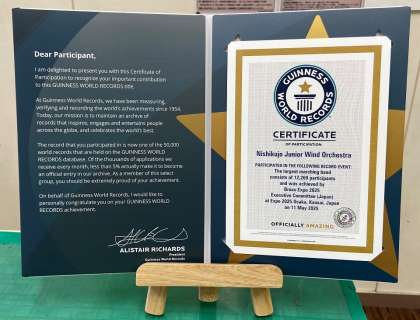 Dear Participant,
I am delighted to present you with this Certificate of
Participation to recognize your important contribution
to this GUINNESS WORLD RECORDS title.
At Guinness World Records, we have been measuring,
verifying and recording the world's achievements since 1954.
Today, our mission is to maintain an archive of
records that inspires, engages and entertains people
across the globe, and celebrates the world's best.
The record that you participated in is now one of the 50,000
world records that are held on the GUINNESS WORLD
RECORDS database. Of the thousands of applications
we receive every month, less than 5% actually make it to become
an official entry in our archive. As a member of this select
group, you should be extremely proud of your achievement.
On behalf of Guinness World Records, I would like to
personally congratulate you on your GUINNESS WORLD
RECORDS achievement.
ALISTAIR RICHARDS
President
Guinness World Records
GUINNESS
WORLD
RECORDS
CERTIFICATE
OF PARTICIPATION
Nishikujo Junior Wind Orchestra
PARTICIPATED IN THE FOLLOWING RECORD EVENT:
The largest marching band
consists of 12,269 participants
and was achieved by
Brass Expo 2025
Executive Committee (Japan)
at Expo 2025 Osaka, Kansai, Japan
on 11 May 2025
OFFICIALLY AMAZING